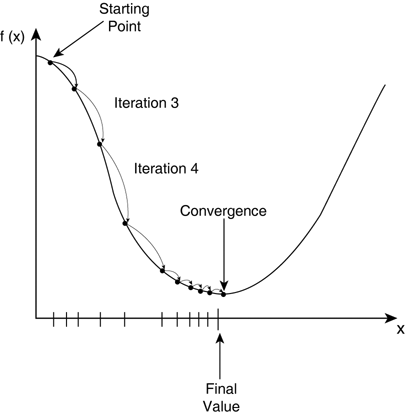 Starting
Point
f (x)
Iteration 3
Iteration 4
Convergence
x
Final
Value